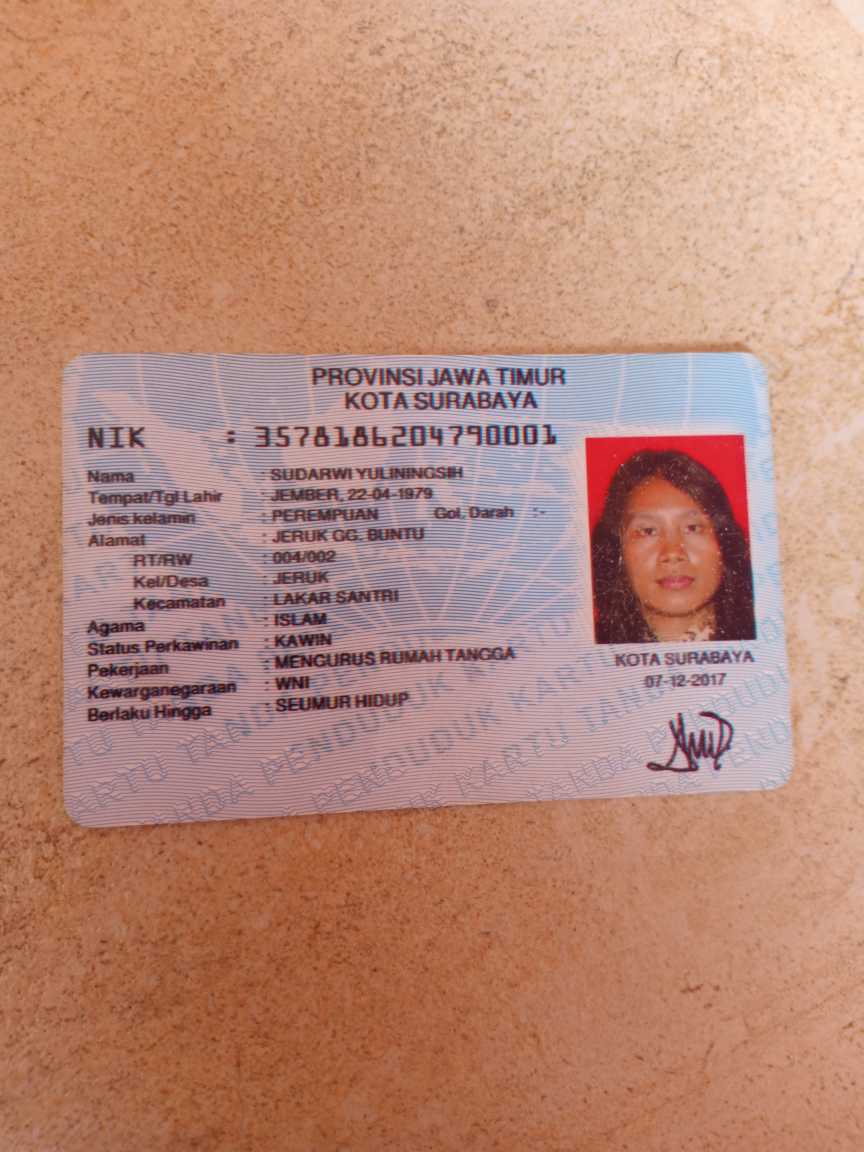 PROVINSI JAWA TIMUR
KOTA SURABAYA
NIK : 3578186204790001
Nama : SUDARWI YULININGSIH
Tempat/Tgl Lahir : JEMBER, 22-04-1979
Jenis kelamin : PEREMPUAN Gol. Darah :-
Alamat : JERUK GG. BUNTU
RT/RW : 004/002
Kel/Desa : JERUK
Kecamatan : LAKAR SANTRI
Agama : ISLAM
Status Perkawinan : KAWIN
Pekerjaan : MENGURUS RUMAH TANGGA
Kewarganegaraan : WNI
Berlaku Hingga : SEUMUR HIDUP
KOTA SURABAYA
07-12-2017
KARTU TANDA PENDUDUK KARTU TANDA PENDUDUK